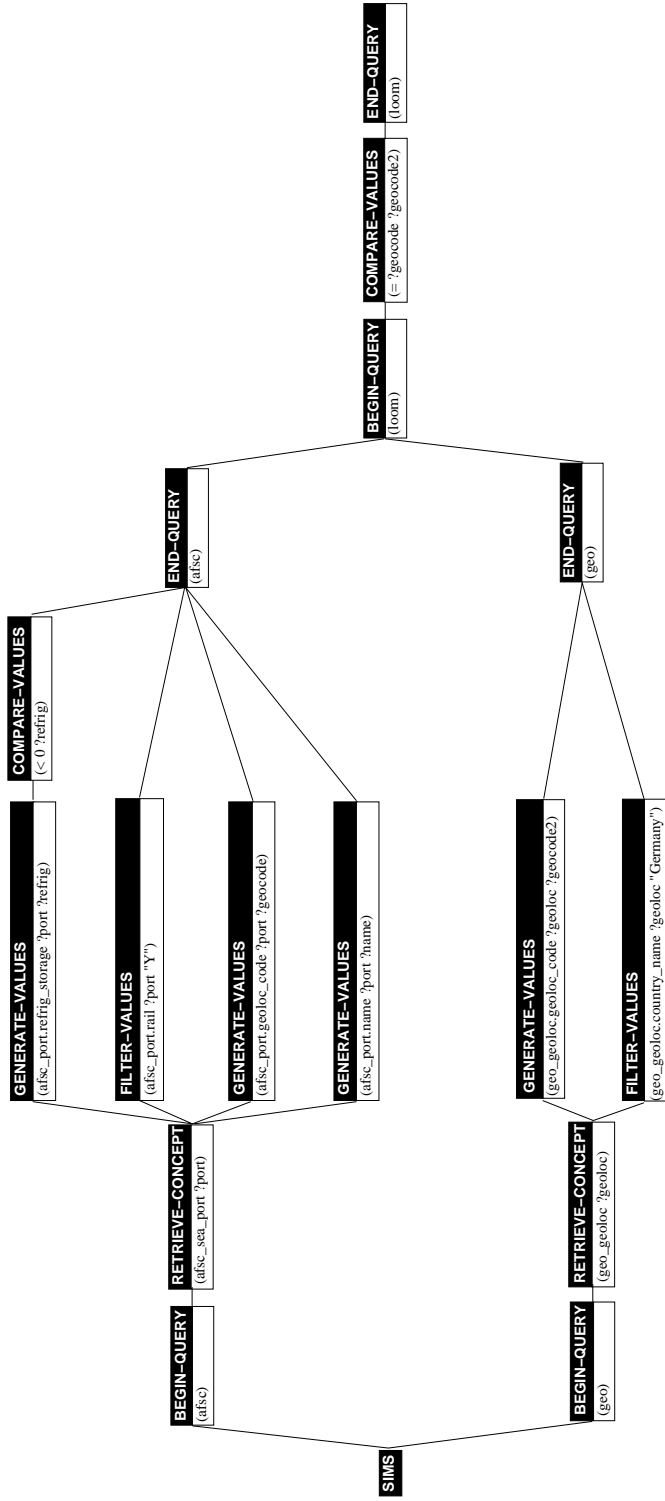 SIMS
BEGIN–QUERY
(afsc)
RETRIEVE–CONCEPT
(afsc_sea_port ?port)
GENERATE–VALUES
(afsc_port.refrig_storage ?port ?refrig)
COMPARE–VALUES
(< 0 ?refrig)
FILTER–VALUES
(afsc_port.rail ?port "Y")
GENERATE–VALUES
(afsc_port.geoloc_code ?port ?geocode)
GENERATE–VALUES
(afsc_port.name ?port ?name)
END–QUERY
(afsc)
BEGIN–QUERY
(geo)
RETRIEVE–CONCEPT
(geo_geoloc ?geoloc)
GENERATE–VALUES
(geo_geoloc.geoloc_code ?geoloc ?geocode2)
FILTER–VALUES
(geo_geoloc.country_name ?geoloc "Germany")
END–QUERY
(geo)
BEGIN–QUERY
(loom)
COMPARE–VALUES
(= ?geocode ?geocode2)
END–QUERY
(loom)